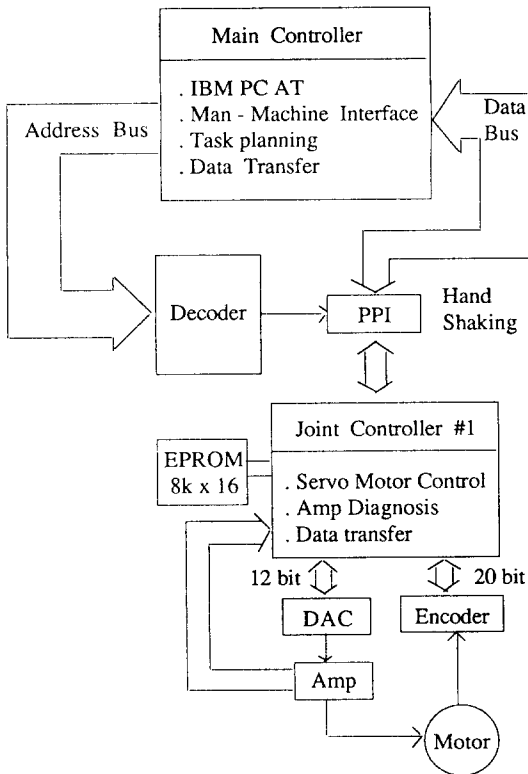 Main Controller
. IBM PC AT
. Man - Machine Interface
. Task planning
. Data Transfer
Address Bus
Data
Bus
Decoder
PPI
Hand
Shaking
Joint Controller #1
. Servo Motor Control
. Amp Diagnosis
. Data transfer
EPROM
8k x 16
12 bit
20 bit
DAC
Encoder
Amp
Motor